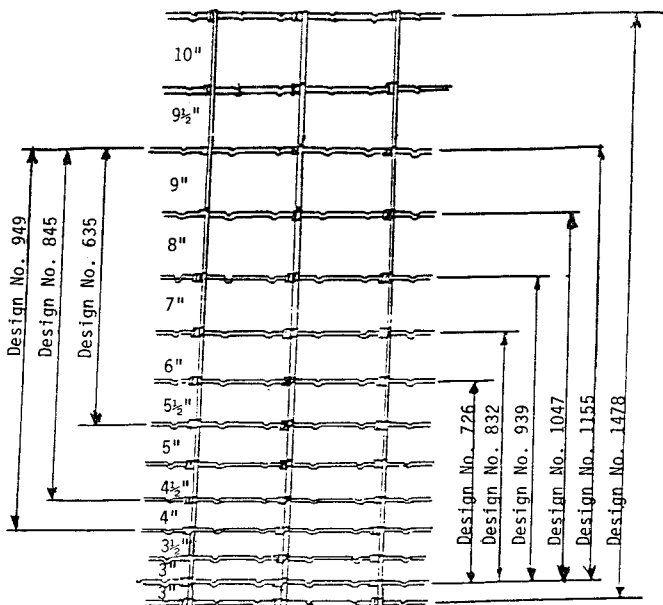 10"
9½"
9"
8"
7"
6"
5½"
5"
4½"
4"
3½"
3"
3"
Design No. 949
Design No. 845
Design No. 635
Design No. 726
Design No. 832
Design No. 939
Design No. 1047
Design No. 1155
Design No. 1478